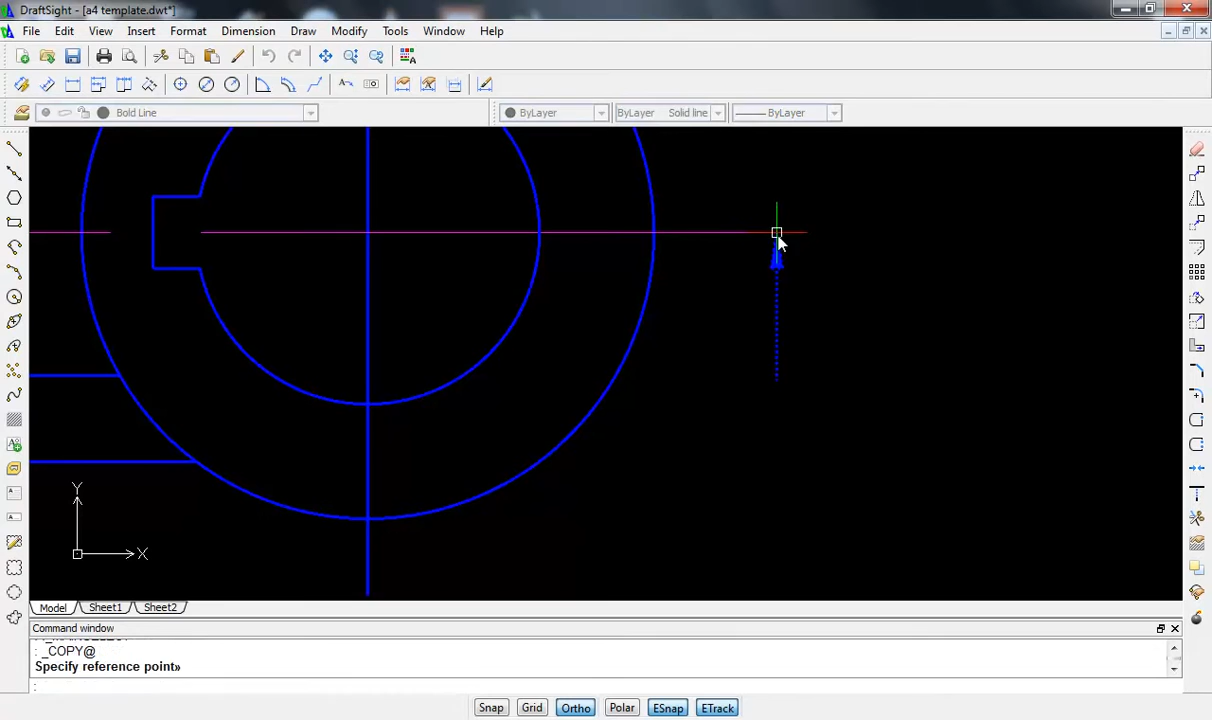 DraftSight - [a4 template.dwt*]
File Edit View Insert Format Dimension Draw Modify Tools Window Help
Bold Line ByLayer ByLayer Solid line ByLayer
Y
X
Model Sheet1 Sheet2
Command window
: _COPY@
Specify reference point»
:
Snap Grid Ortho Polar ESnap ETrack